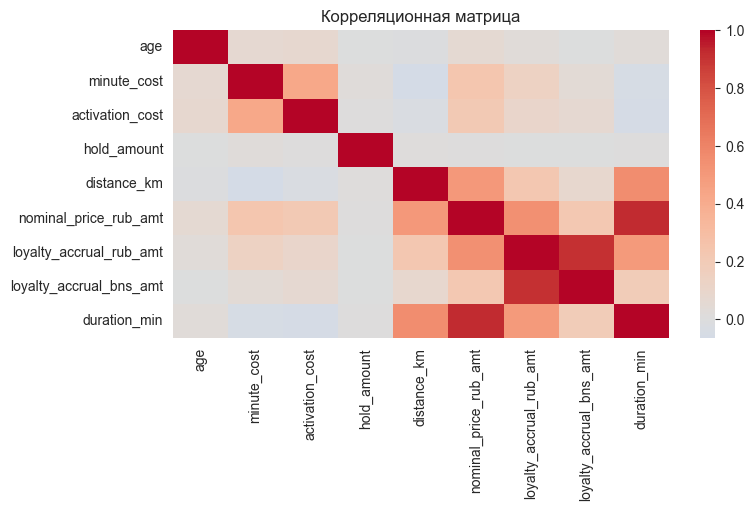 Корреляционная матрица
age
minute_cost
activation_cost
hold_amount
distance_km
nominal_price_rub_amt
loyalty_accrual_rub_amt
loyalty_accrual_bns_amt
duration_min
age
minute_cost
activation_cost
hold_amount
distance_km
nominal_price_rub_amt
loyalty_accrual_rub_amt
loyalty_accrual_bns_amt
duration_min
1.0
0.8
0.6
0.4
0.2
0.0